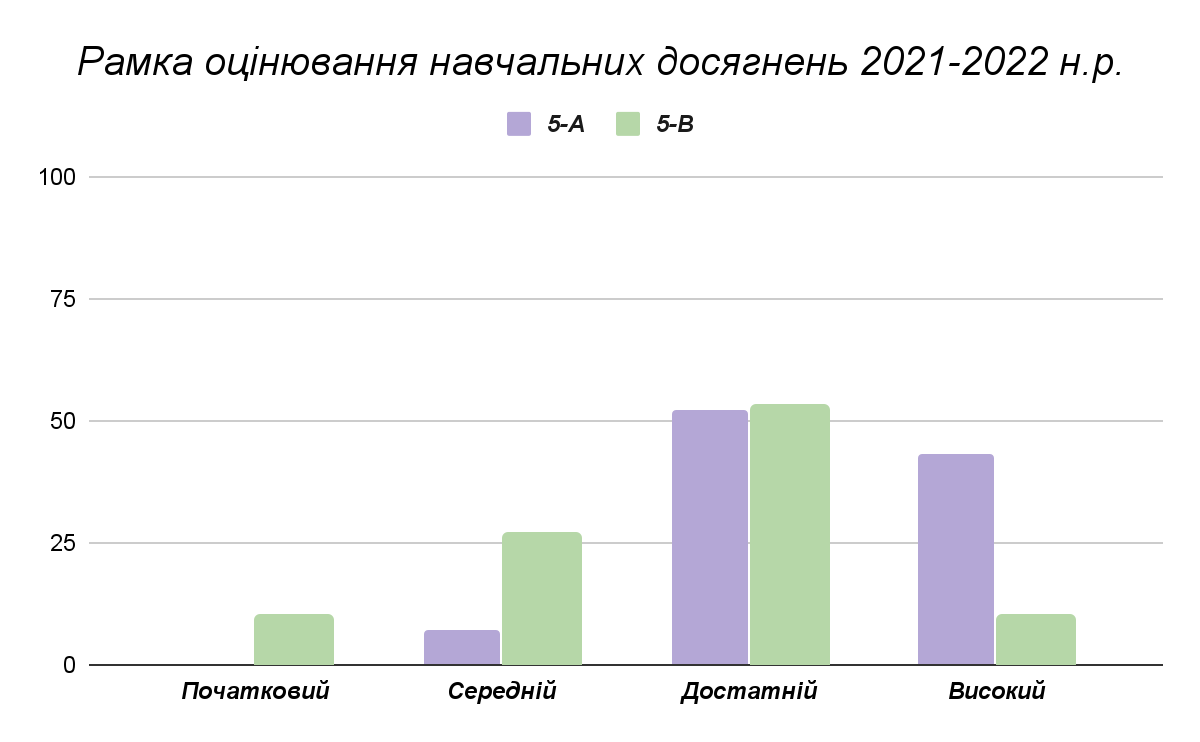 Рамка оцінювання навчальних досягнень 2021-2022 н.р.
5-А 5-В
100
75
50
25
0
Початковий Середній Достатній Високий